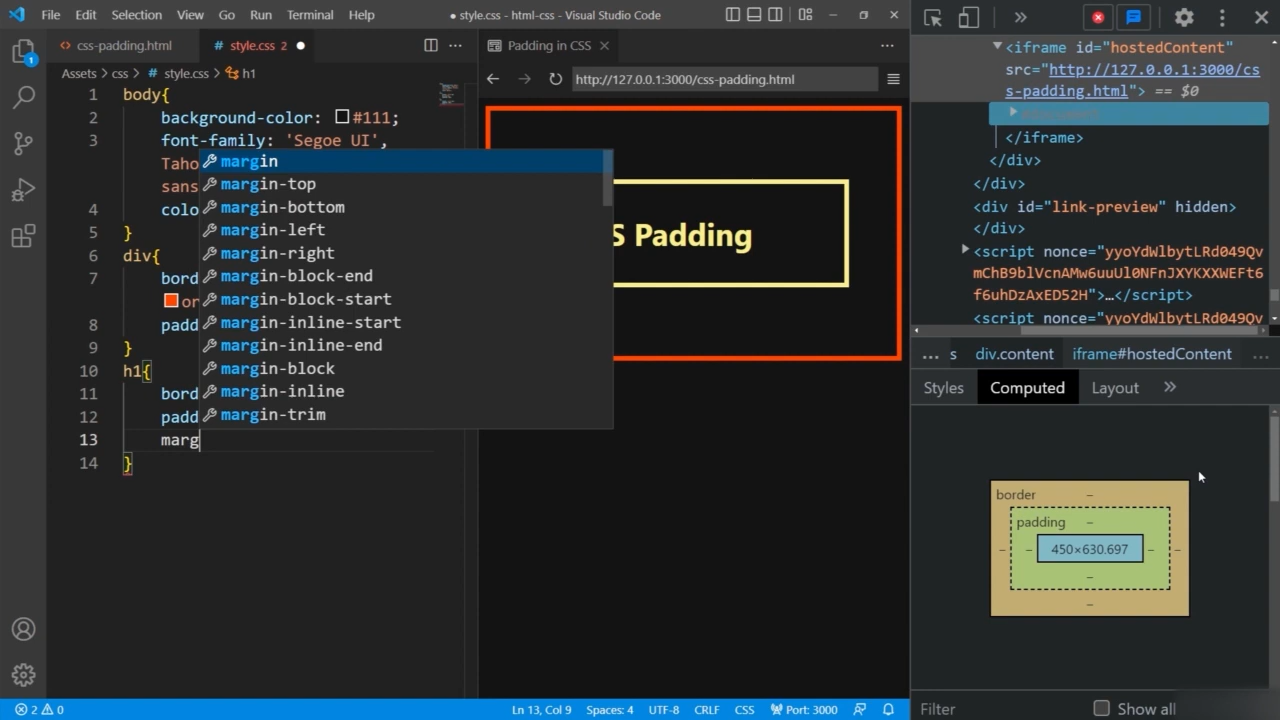 File Edit Selection View Go Run Terminal Help
● style.css - html-css - Visual Studio Code
css-padding.html
# style.css 2 ●
Padding in CSS
Assets > css > # style.css > h1
http://127.0.0.1:3000/css-padding.html
1 body{
2 background-color: #111;
3 font-family: 'Segoe UI',
Taho
sans
4 colo
5 }
6 div{
7 bord
or
8 padd
9 }
10 h1{
11 bord
12 padd
13 marg
14 }
margin
margin-top
margin-bottom
margin-left
margin-right
margin-block-end
margin-block-start
margin-inline-start
margin-inline-end
margin-block
margin-inline
margin-trim
S Padding
<iframe id="hostedContent"
src="http://127.0.0.1:3000/cs
s-padding.html"> == $0
</iframe>
</div>
</div>
<div id="link-preview" hidden>
</div>
<script nonce="yyoYdWlbytLRd049Qv
mChB9blVcnAMw6uuUl0NFnJXYKXXWEFt6
f6uhDzAxED52H">…</script>
<script nonce="yyoYdWlbytLRd049Qv
... s div.content iframe#hostedContent ...
Styles Computed Layout
border –
padding –
– – 450×630.697 – –
–
–
Filter Show all
2 0
Ln 13, Col 9 Spaces: 4 UTF-8 CRLF CSS Port: 3000
1